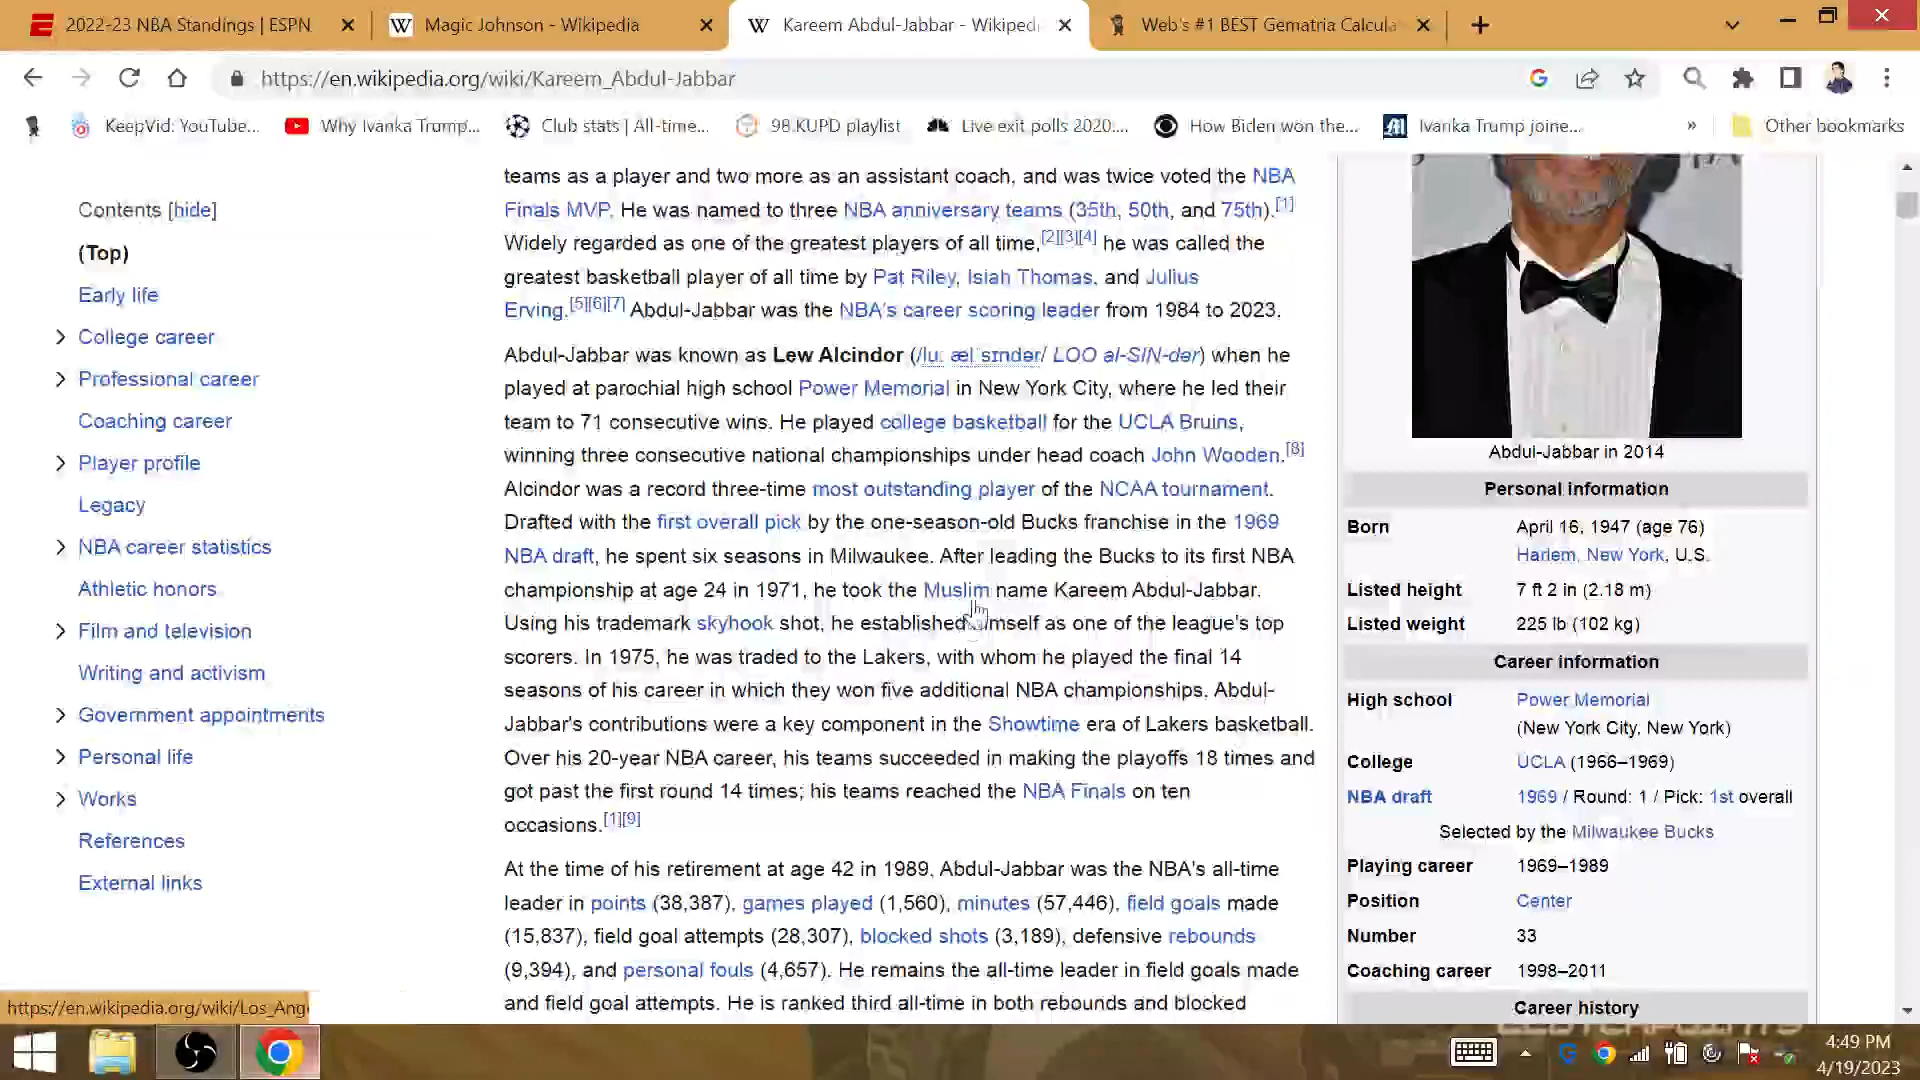 2022-23 NBA Standings | ESPN
Magic Johnson - Wikipedia
Kareem Abdul-Jabbar - Wikipedi
Web's #1 BEST Gematria Calcula
https://en.wikipedia.org/wiki/Kareem_Abdul-Jabbar
KeepVid: YouTube...
Why Ivanka Trump...
Club stats | All-time...
98 KUPD playlist
Live exit polls 2020:...
How Biden won the...
Ivanka Trump joine...
»
Other bookmarks
Contents [hide]
(Top)
Early life
College career
Professional career
Coaching career
Player profile
Legacy
NBA career statistics
Athletic honors
Film and television
Writing and activism
Government appointments
Personal life
Works
References
External links
teams as a player and two more as an assistant coach, and was twice voted the NBA
Finals MVP. He was named to three NBA anniversary teams (35th, 50th, and 75th).[1]
Widely regarded as one of the greatest players of all time,[2][3][4] he was called the
greatest basketball player of all time by Pat Riley, Isiah Thomas, and Julius
Erving.[5][6][7] Abdul-Jabbar was the NBA's career scoring leader from 1984 to 2023.
Abdul-Jabbar was known as Lew Alcindor (/luː ælˈsɪndər/ LOO al-SIN-dər) when he
played at parochial high school Power Memorial in New York City, where he led their
team to 71 consecutive wins. He played college basketball for the UCLA Bruins,
winning three consecutive national championships under head coach John Wooden.[8]
Alcindor was a record three-time most outstanding player of the NCAA tournament.
Drafted with the first overall pick by the one-season-old Bucks franchise in the 1969
NBA draft, he spent six seasons in Milwaukee. After leading the Bucks to its first NBA
championship at age 24 in 1971, he took the Muslim name Kareem Abdul-Jabbar.
Using his trademark skyhook shot, he established himself as one of the league's top
scorers. In 1975, he was traded to the Lakers, with whom he played the final 14
seasons of his career in which they won five additional NBA championships. Abdul-
Jabbar's contributions were a key component in the Showtime era of Lakers basketball.
Over his 20-year NBA career, his teams succeeded in making the playoffs 18 times and
got past the first round 14 times; his teams reached the NBA Finals on ten
occasions.[1][9]
At the time of his retirement at age 42 in 1989, Abdul-Jabbar was the NBA's all-time
leader in points (38,387), games played (1,560), minutes (57,446), field goals made
(15,837), field goal attempts (28,307), blocked shots (3,189), defensive rebounds
(9,394), and personal fouls (4,657). He remains the all-time leader in field goals made
and field goal attempts. He is ranked third all-time in both rebounds and blocked
Abdul-Jabbar in 2014
Personal information
Born April 16, 1947 (age 76)
Harlem, New York, U.S.
Listed height 7 ft 2 in (2.18 m)
Listed weight 225 lb (102 kg)
Career information
High school Power Memorial
(New York City, New York)
College UCLA (1966–1969)
NBA draft 1969 / Round: 1 / Pick: 1st overall
Selected by the Milwaukee Bucks
Playing career 1969–1989
Position Center
Number 33
Coaching career 1998–2011
Career history
https://en.wikipedia.org/wiki/Los_Ang
4:49 PM
4/19/2023